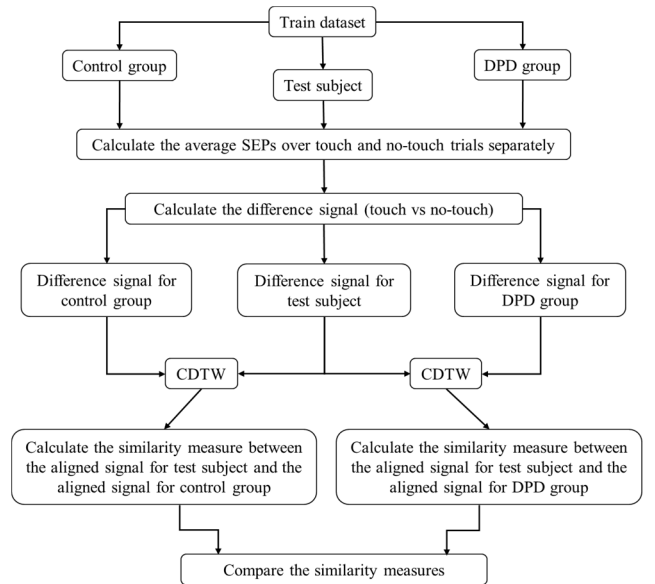 Train dataset
Control group
Test subject
DPD group
Calculate the average SEPs over touch and no-touch trials separately
Calculate the difference signal (touch vs no-touch)
Difference signal for
control group
Difference signal for
test subject
Difference signal for
DPD group
CDTW
CDTW
Calculate the similarity measure between
the aligned signal for test subject and the
aligned signal for control group
Calculate the similarity measure between
the aligned signal for test subject and the
aligned signal for DPD group
Compare the similarity measures